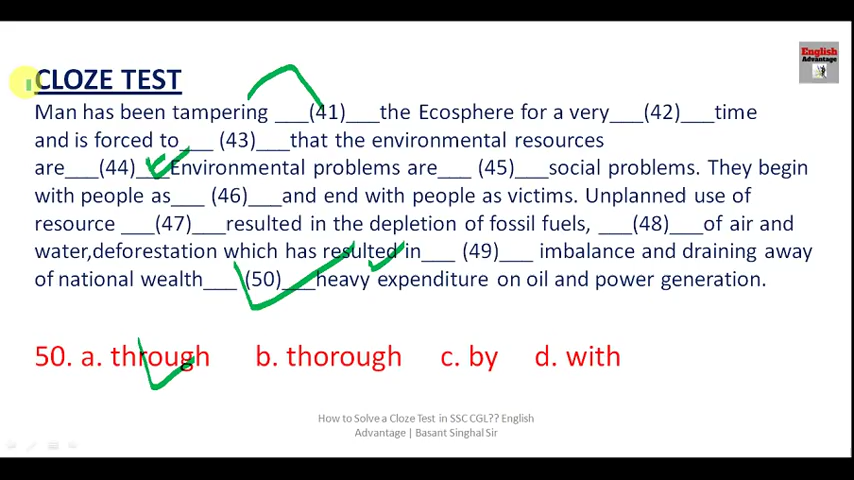 English
Advantage
CLOZE TEST
Man has been tampering ___(41)___the Ecosphere for a very___(42)___time
and is forced to___ (43)___that the environmental resources
are___(44)___Environmental problems are___ (45)___social problems. They begin
with people as___ (46)___and end with people as victims. Unplanned use of
resource ___(47)___resulted in the depletion of fossil fuels, ___(48)___of air and
water,deforestation which has resulted in___ (49)___ imbalance and draining away
of national wealth___ (50)___heavy expenditure on oil and power generation.
50. a. through b. thorough c. by d. with
How to Solve a Cloze Test in SSC CGL?? English
Advantage | Basant Singhal Sir